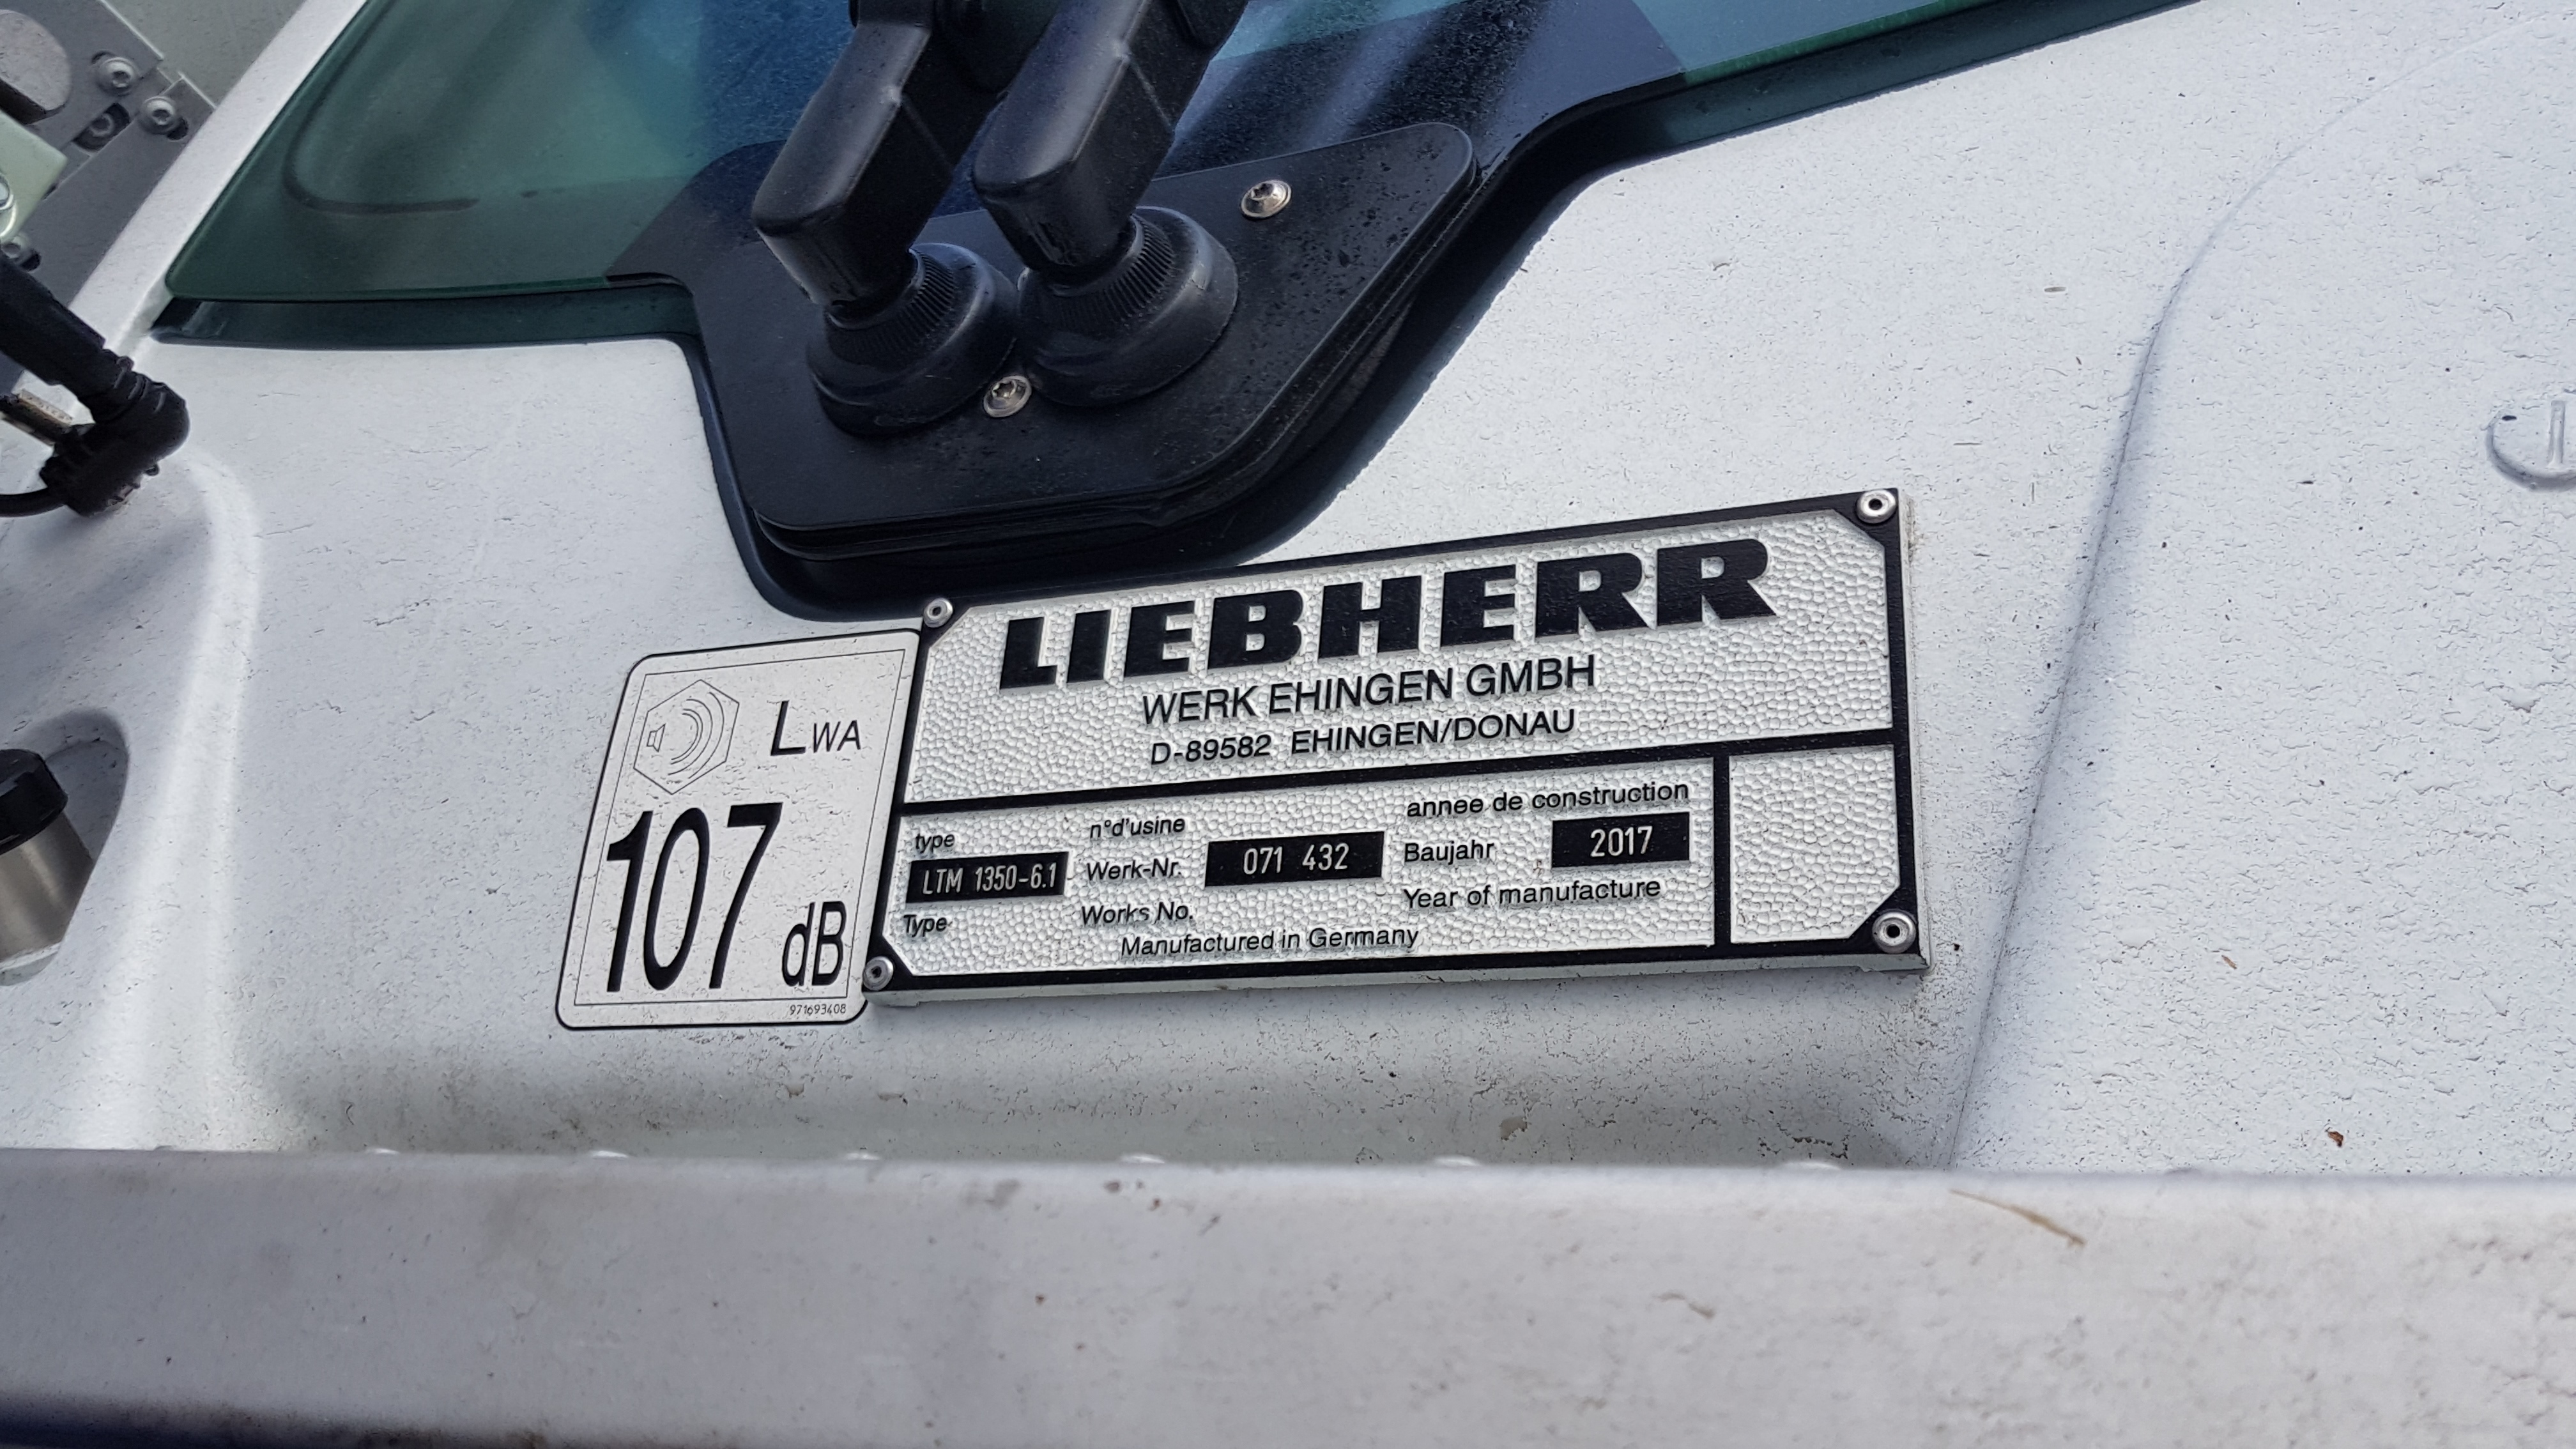 LWA
107 dB
971693408
LIEBHERR
WERK EHINGEN GMBH
D-89582 EHINGEN/DONAU
type
LTM 1350-6.1
Type
n°d'usine
Werk-Nr. 071 432
Works No.
annee de construction
Baujahr 2017
Year of manufacture
Manufactured in Germany